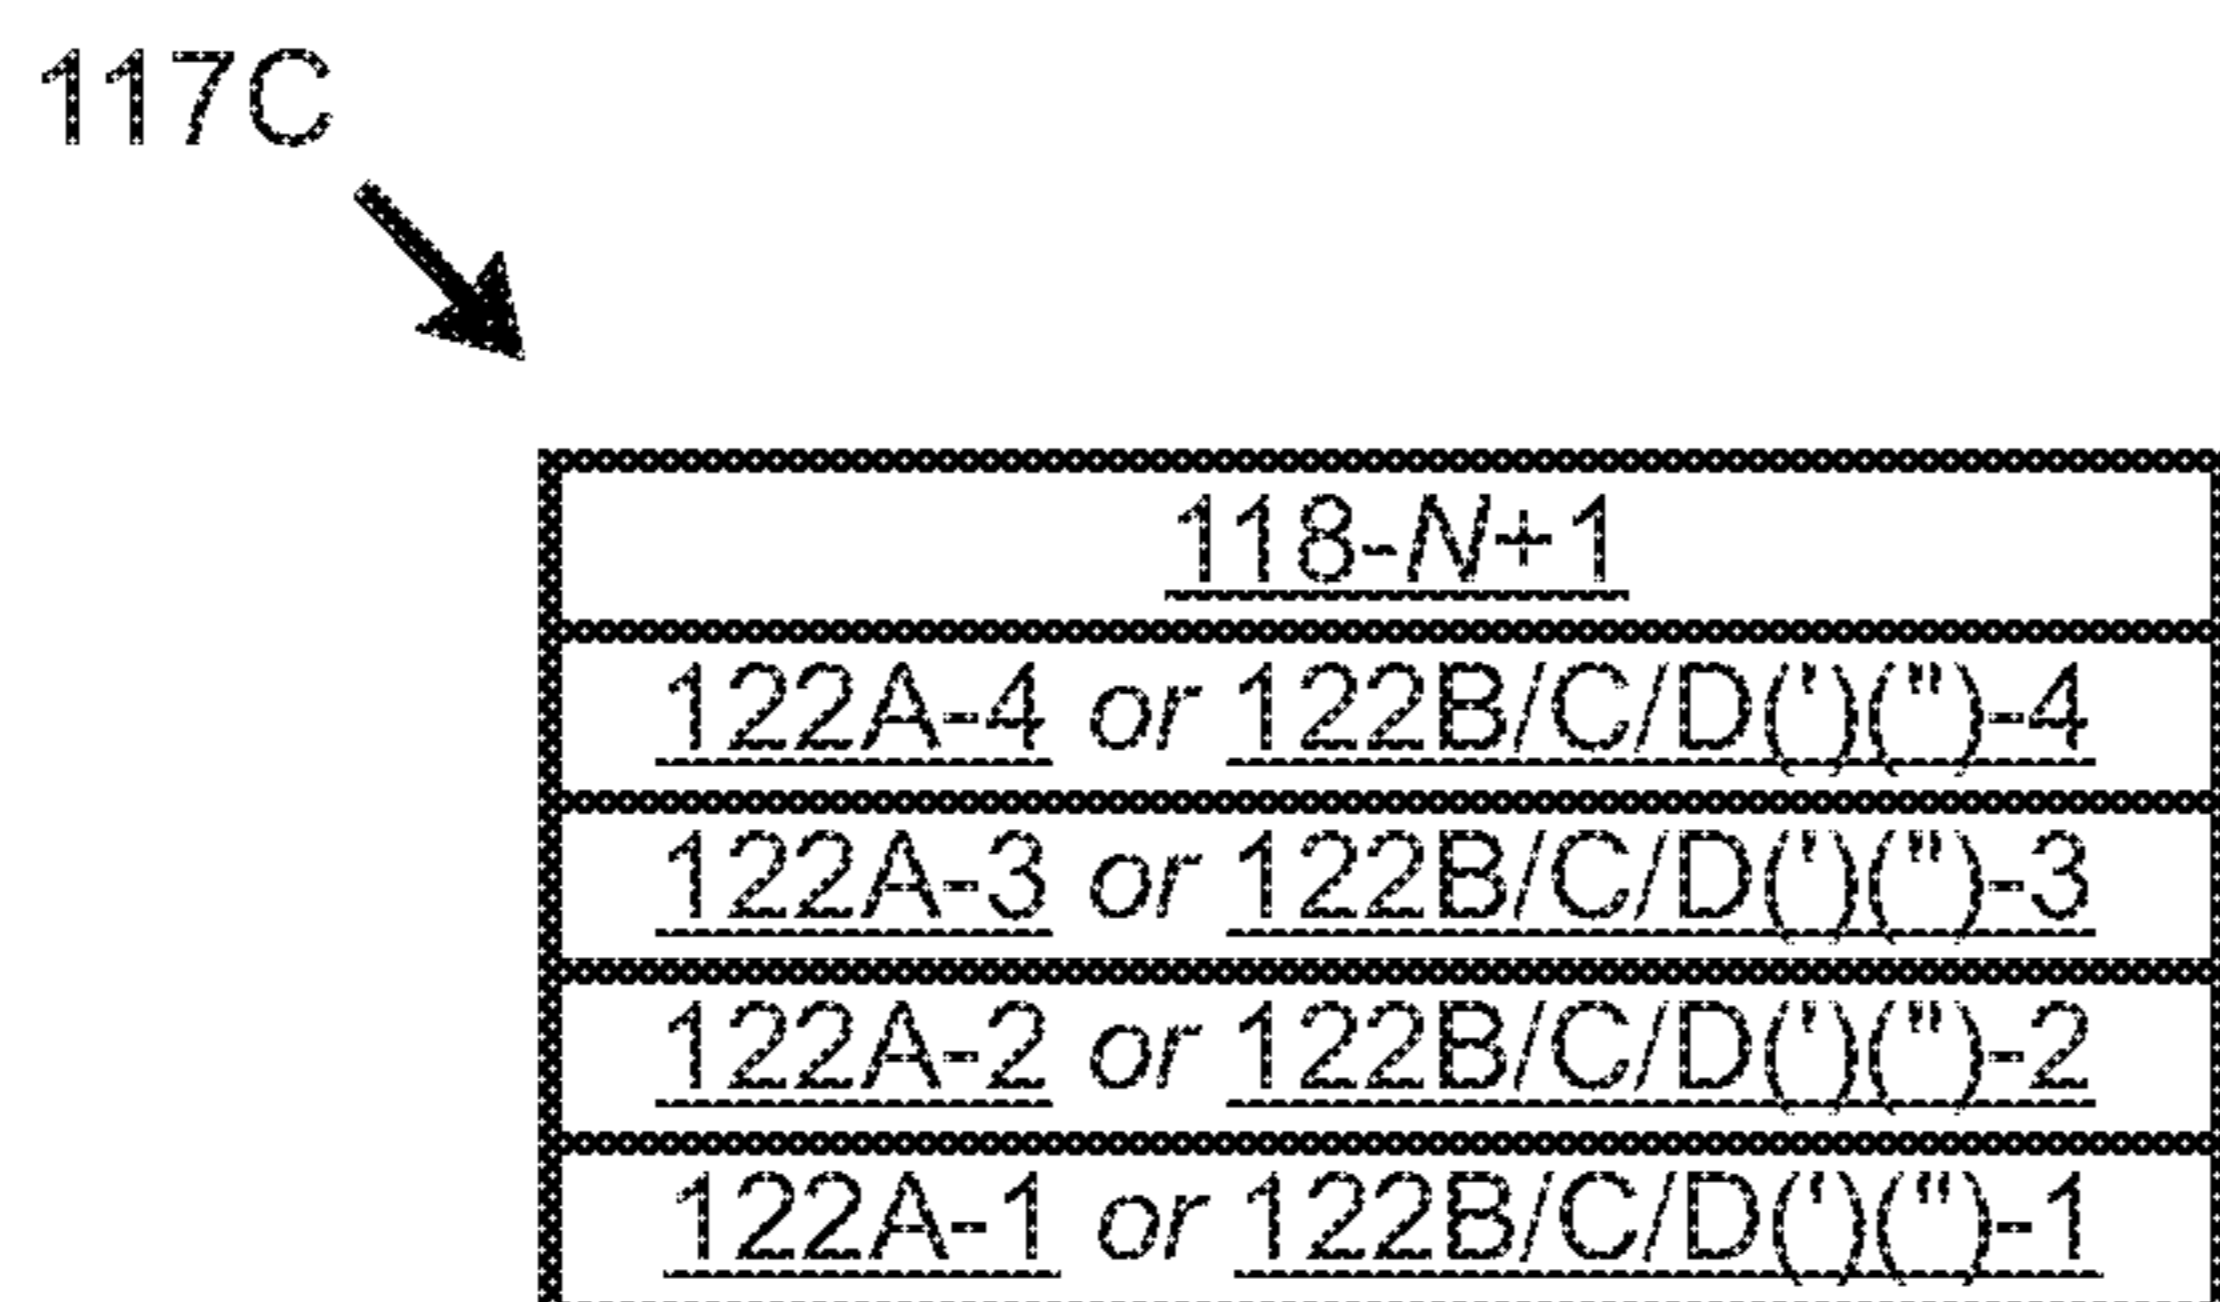 117C
118-N+1
122A-4 or 122B/C/D(')(")-4
122A-3 or 122B/C/D(')(")-3
122A-2 or 122B/C/D(')(")-2
122A-1 or 122B/C/D(')(")-1